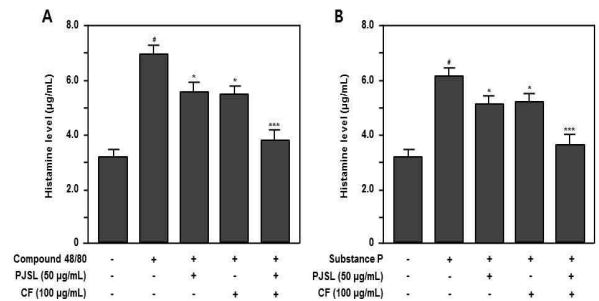 A
B
Histamine level (µg/mL)
8.0
6.0
4.0
2.0
#
*
*
***
Compound 48/80 - + + + +
PJSL (50 µg/mL) - - + - +
CF (100 µg/mL) - - - + +
Histamine level (µg/mL)
8.0
6.0
4.0
2.0
#
*
*
***
Substance P - + + + +
PJSL (50 µg/mL) - - + - +
CF (100 µg/mL) - - - + +